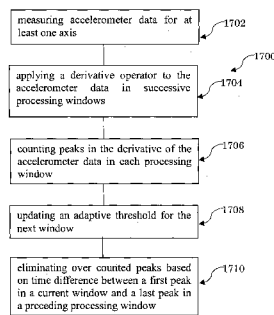 measuring accelerometer data for at
least one axis
1702
1700
applying a derivative operator to the
accelerometer data in successive
processing windows
1704
counting peaks in the derivative of the
accelerometer data in each processing
window
1706
updating an adaptive threshold for the
next window
1708
eliminating over counted peaks based
on time difference between a first peak
in a current window and a last peak in
a preceding processing window
1710